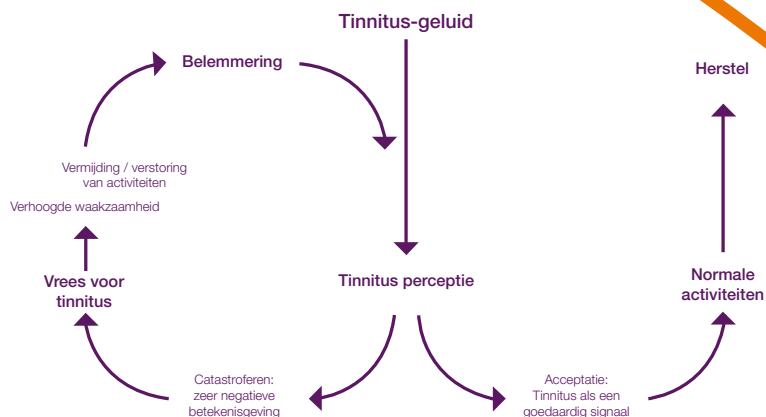 Tinnitus-geluid
Belemmering
Herstel
Vermijding / verstoring
van activiteiten
Verhoogde waakzaamheid
Vrees voor
tinnitus
Tinnitus perceptie
Normale
activiteiten
Catastroferen:
zeer negatieve
betekenisgeving
Acceptatie:
Tinnitus als een
goedaardig signaal